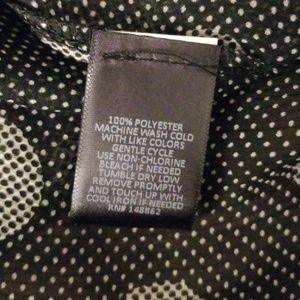 100% POLYESTER
MACHINE WASH COLD
WITH LIKE COLORS
GENTLE CYCLE
USE NON-CHLORINE
BLEACH IF NEEDED
TUMBLE DRY LOW
REMOVE PROMPTLY
AND TOUCH UP WITH
COOL IRON IF NEEDED
RN# 148862